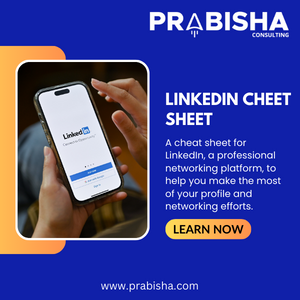 PRABISHA
CONSULTING
LinkedIn
LINKEDIN CHEET
SHEET
A cheat sheet for
LinkedIn, a professional
networking platform, to
help you make the most
of your profile and
networking efforts.
LEARN NOW
www.prabisha.com